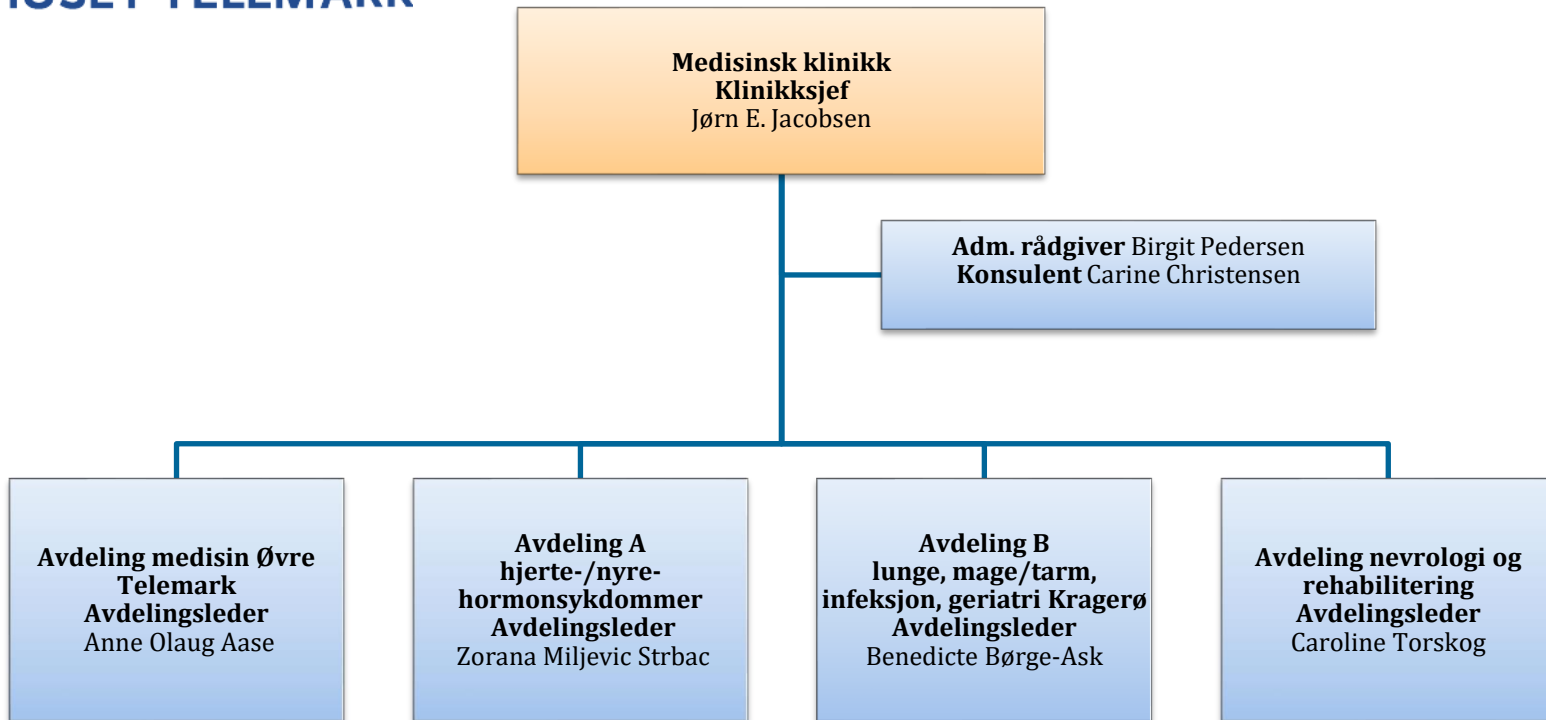 TELEMARK
Medisinsk klinikk
Klinikksjef
Jørn E. Jacobsen
Adm. rådgiver Birgit Pedersen
Konsulent Carine Christensen
Avdeling medisin Øvre
Telemark
Avdelingsleder
Anne Olaug Aase
Avdeling A
hjerte-/nyre-
hormonsykdommer
Avdelingsleder
Zorana Miljevic Strbac
Avdeling B
lunge, mage/tarm,
infeksjon, geriatri Kragerø
Avdelingsleder
Benedicte Børge-Ask
Avdeling nevrologi og
rehabilitering
Avdelingsleder
Caroline Torskog